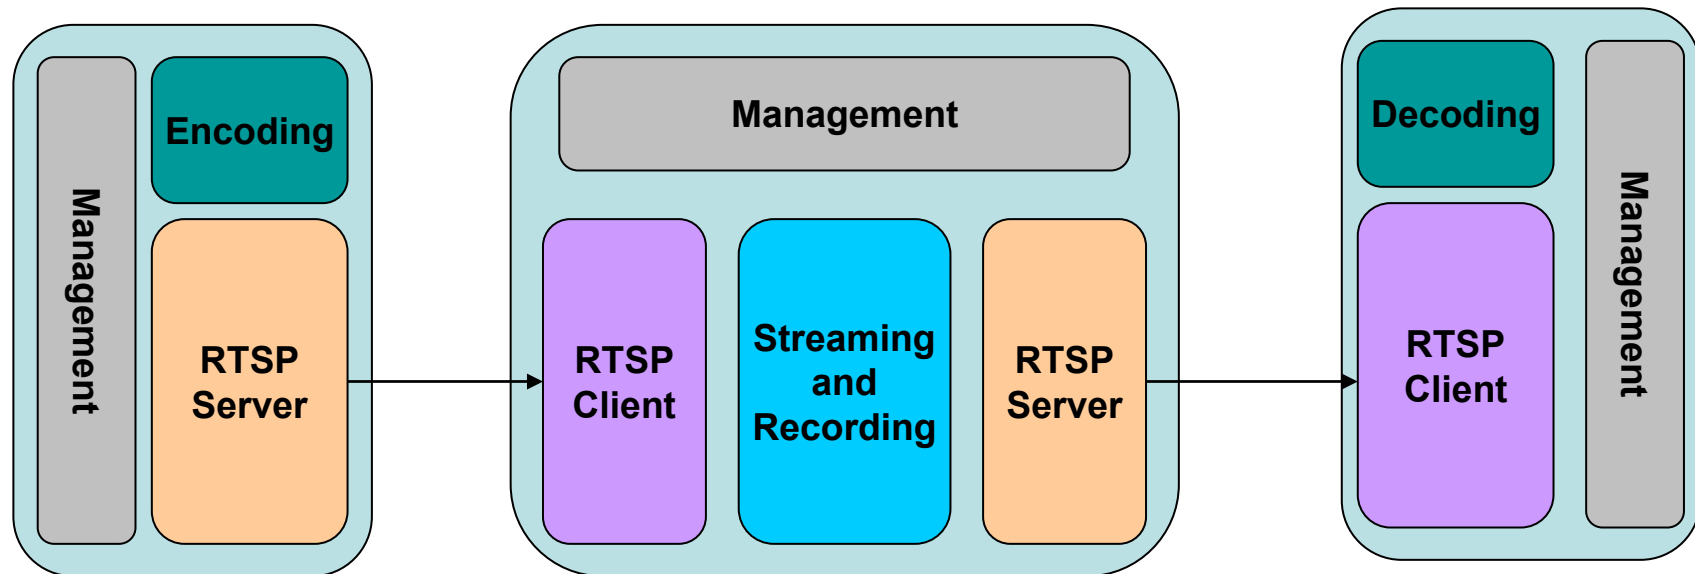 Management
Encoding
RTSP
Server
Management
RTSP
Client
Streaming
and
Recording
RTSP
Server
Decoding
RTSP
Client
Management